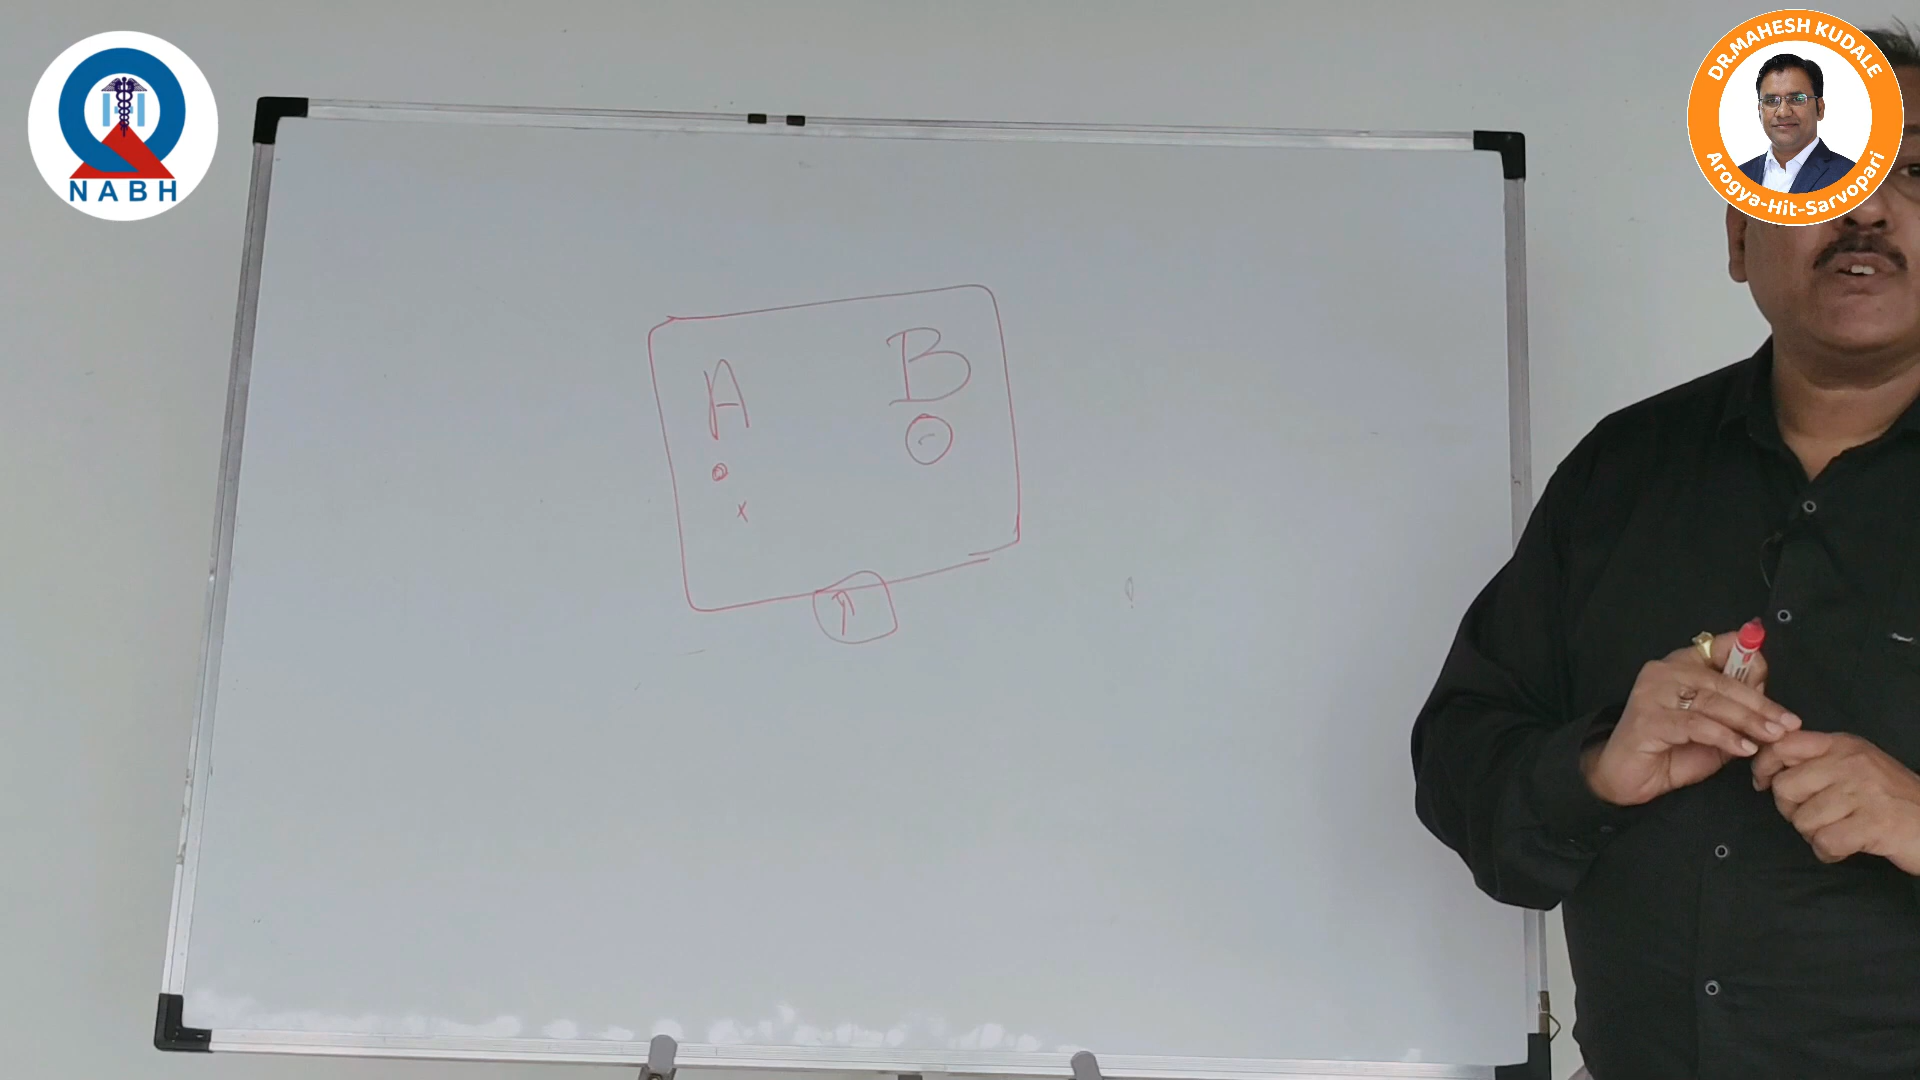 NABH
DR.MAHESH KUDALE
Arogya-Hit-Sarvopari
A
B
x